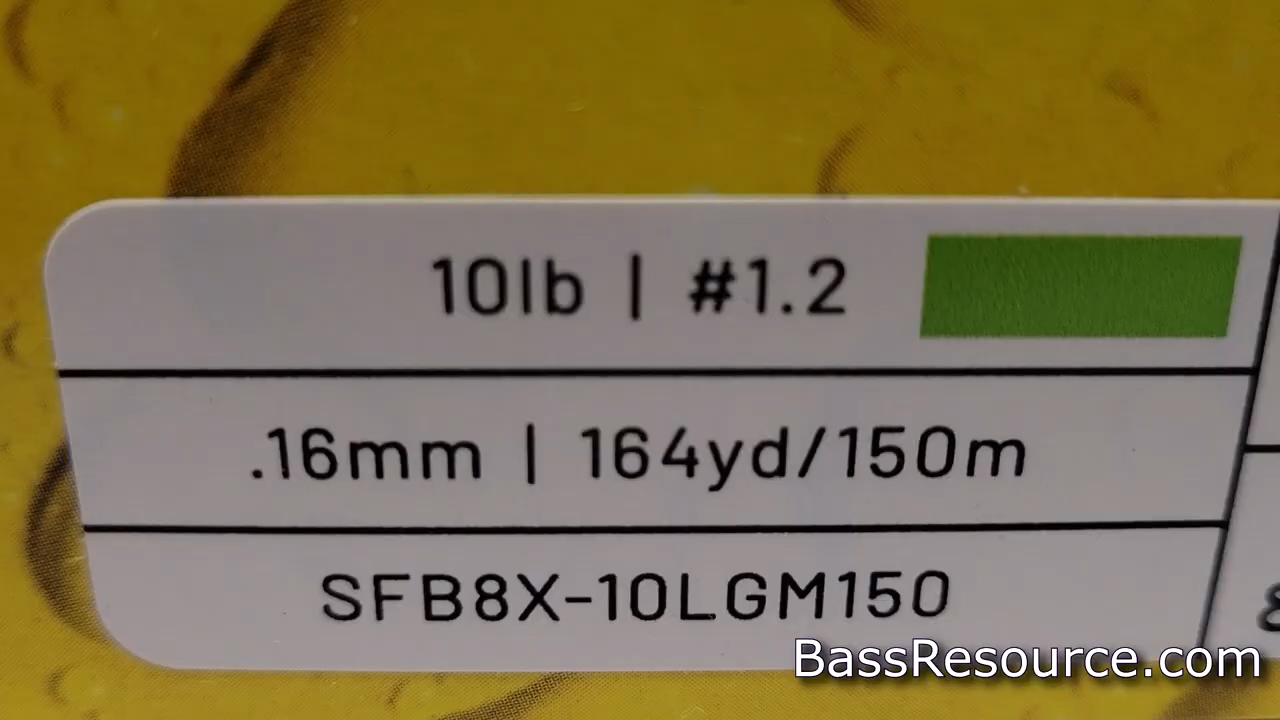 10lb | #1.2
.16mm | 164yd/150m
SFB8X-10LGM150
BassResource.com